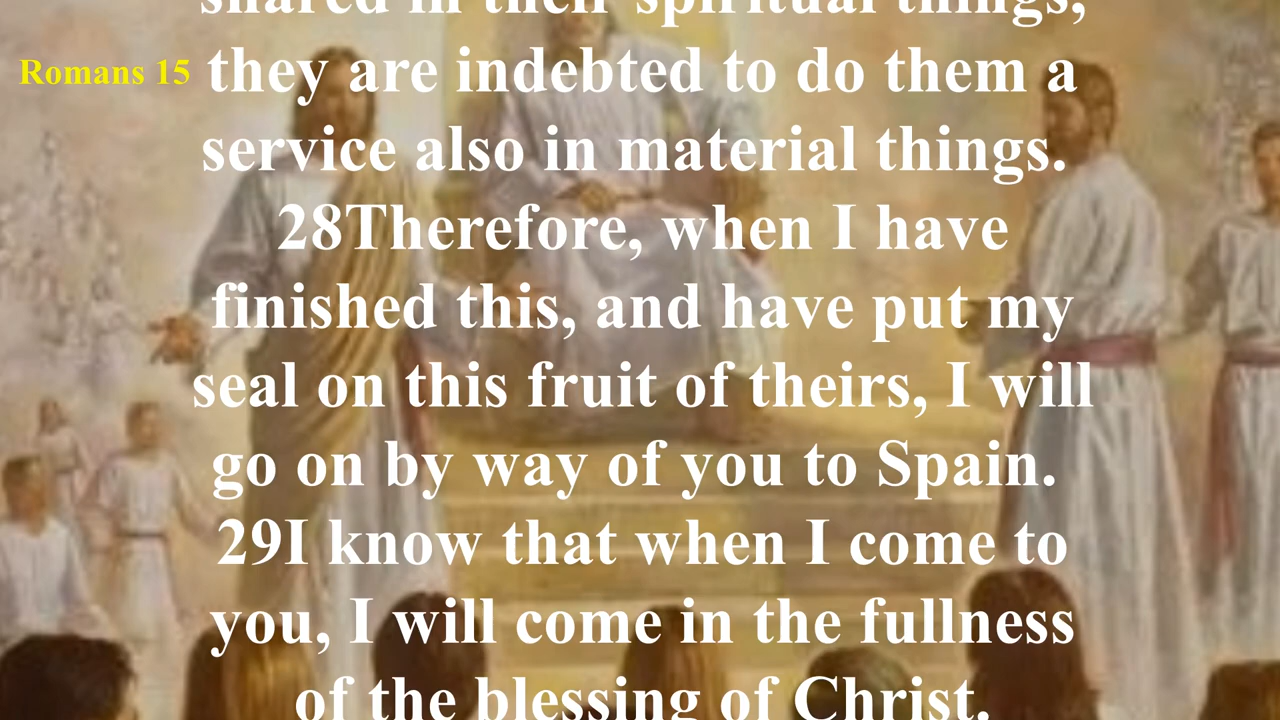 shared in their spiritual things,
Romans 15
they are indebted to do them a
service also in material things.
28Therefore, when I have
finished this, and have put my
seal on this fruit of theirs, I will
go on by way of you to Spain.
29I know that when I come to
you, I will come in the fullness
of the blessing of Christ.